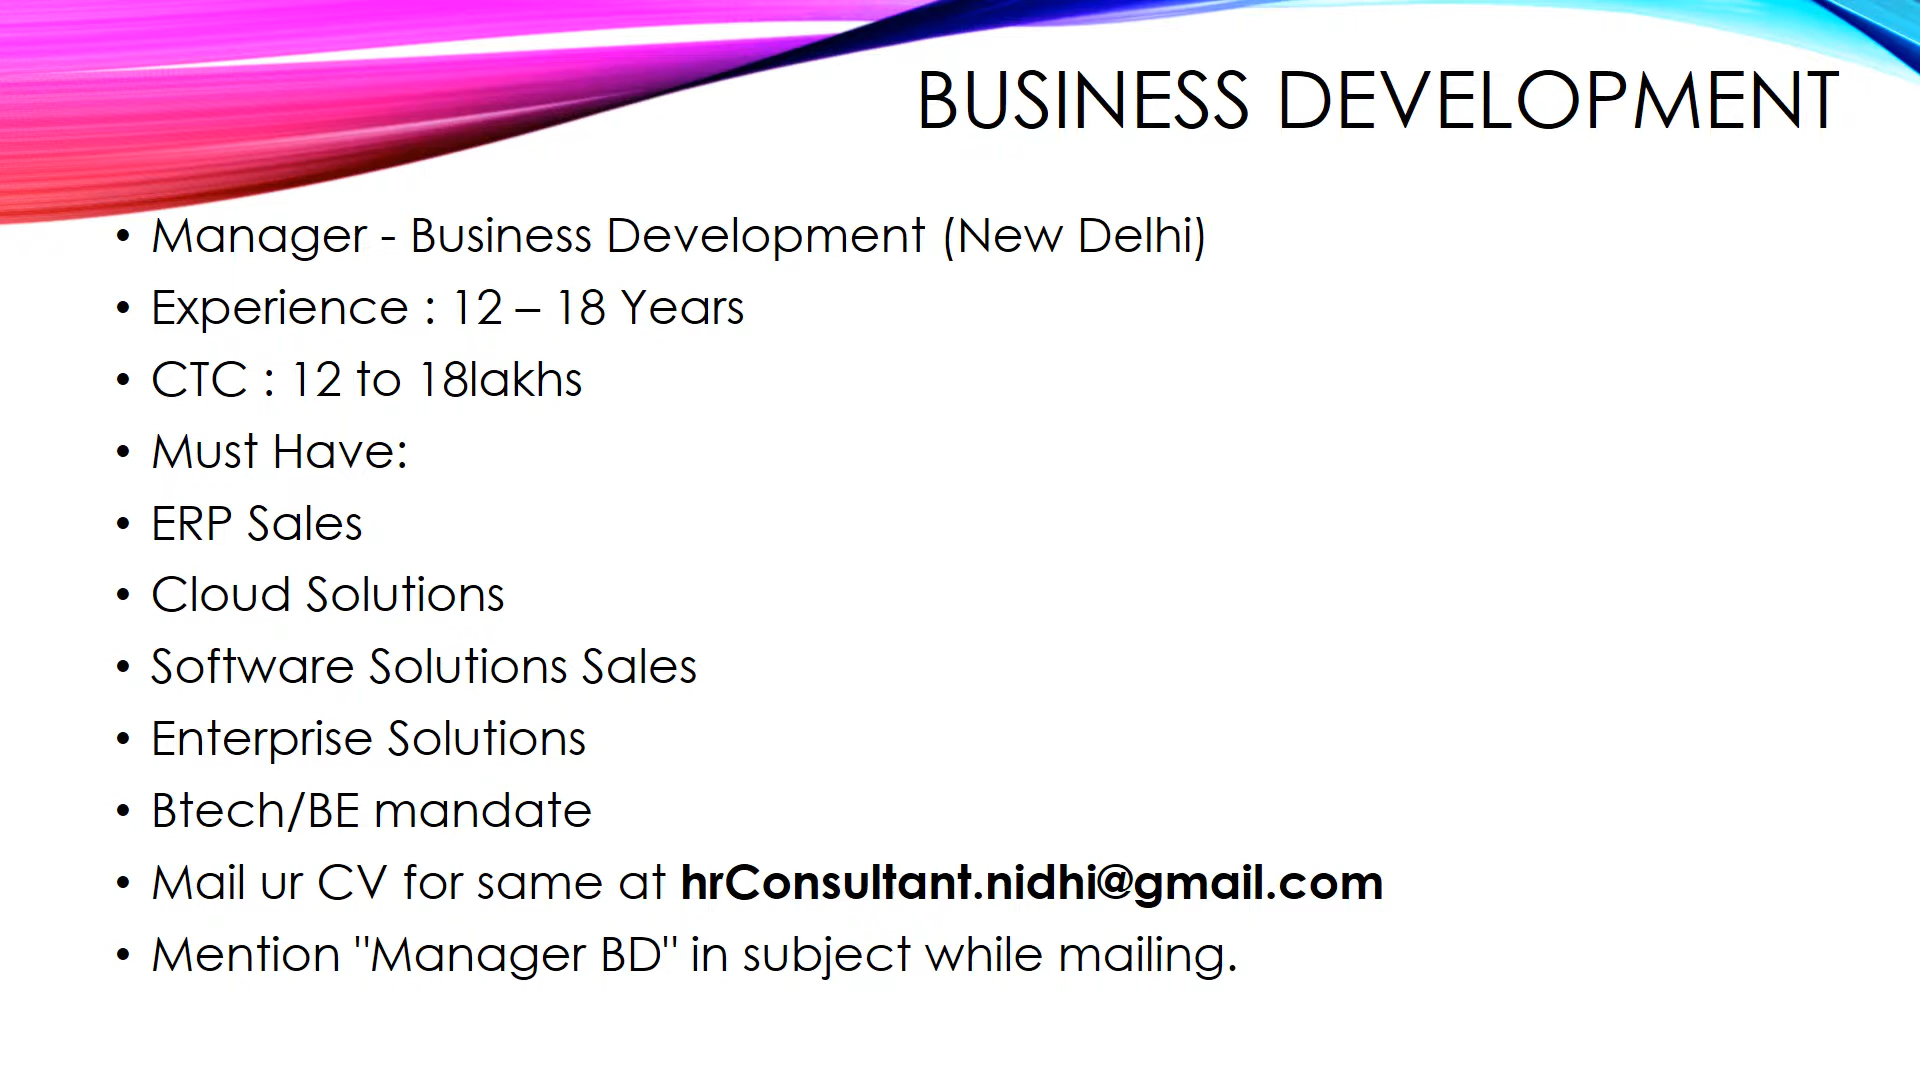 BUSINESS DEVELOPMENT
• Manager - Business Development (New Delhi)
• Experience : 12 – 18 Years
• CTC : 12 to 18lakhs
• Must Have:
• ERP Sales
• Cloud Solutions
• Software Solutions Sales
• Enterprise Solutions
• Btech/BE mandate
• Mail ur CV for same at hrConsultant.nidhi@gmail.com
• Mention "Manager BD" in subject while mailing.